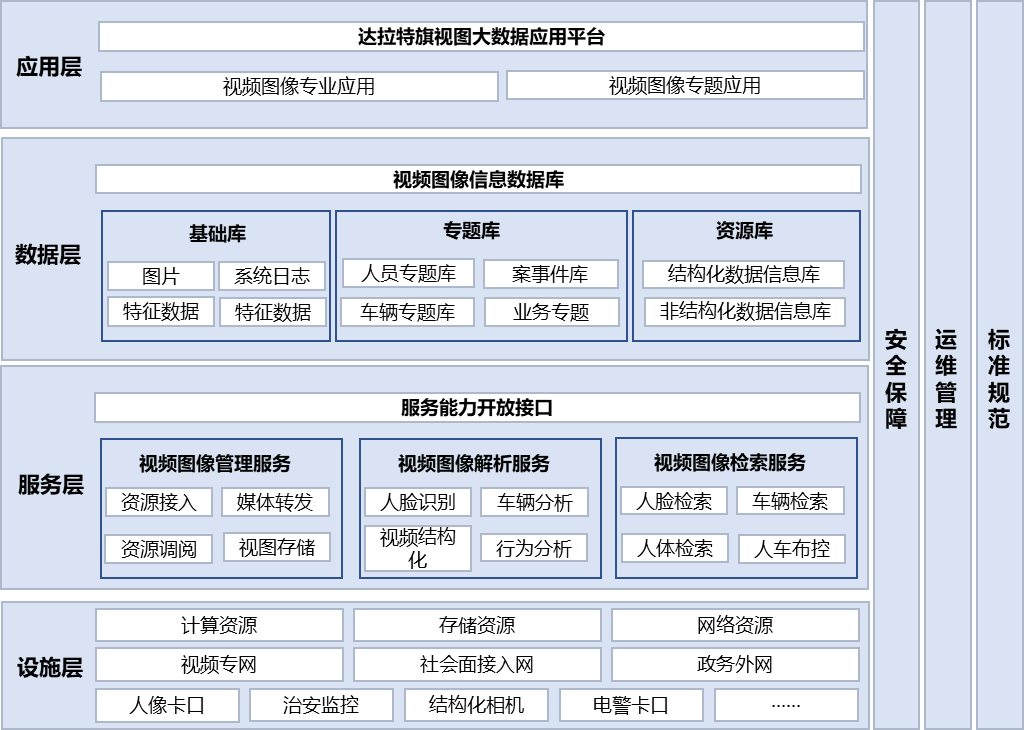 应用层
达拉特旗视图大数据应用平台
视频图像专业应用
视频图像专题应用
数据层
视频图像信息数据库
基础库
图片
系统日志
特征数据
特征数据
专题库
人员专题库
案事件库
车辆专题库
业务专题
资源库
结构化数据信息库
非结构化数据信息库
服务层
服务能力开放接口
视频图像管理服务
资源接入
媒体转发
资源调阅
视图存储
视频图像解析服务
人脸识别
车辆分析
视频结构
化
行为分析
视频图像检索服务
人脸检索
车辆检索
人体检索
人车布控
设施层
计算资源
存储资源
网络资源
视频专网
社会面接入网
政务外网
人像卡口
治安监控
结构化相机
电警卡口
……
安全保障
运维管理
标准规范